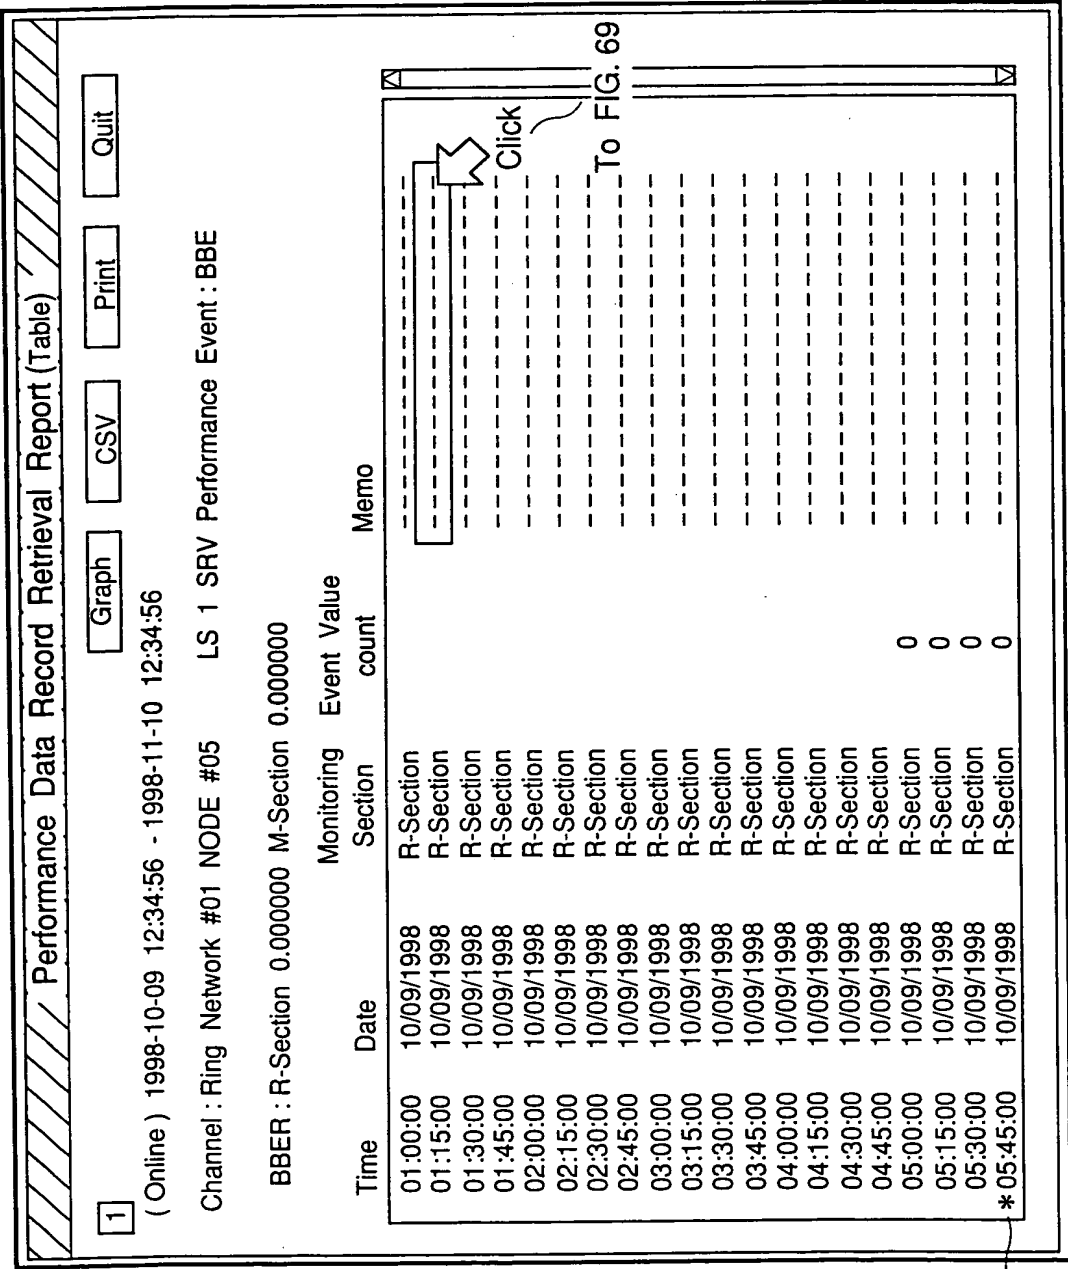 Performance Data Record Retrieval Report (Table)
1
Graph CSV Print Quit
( Online ) 1998-10-09 12:34:56 - 1998-11-10 12:34:56
Channel : Ring Network #01 NODE #05 LS 1 SRV Performance Event : BBE
BBER : R-Section 0.000000 M-Section 0.000000
Monitoring Event Value
Time Date Section count Memo
01:00:00 10/09/1998 R-Section ------------------
01:15:00 10/09/1998 R-Section ------------------
01:30:00 10/09/1998 R-Section ------------------
01:45:00 10/09/1998 R-Section ------------------
02:00:00 10/09/1998 R-Section ------------------
02:15:00 10/09/1998 R-Section ------------------
02:30:00 10/09/1998 R-Section ------------------
02:45:00 10/09/1998 R-Section ------------------
03:00:00 10/09/1998 R-Section ------------------
03:15:00 10/09/1998 R-Section ------------------
03:30:00 10/09/1998 R-Section ------------------
03:45:00 10/09/1998 R-Section ------------------
04:00:00 10/09/1998 R-Section ------------------
04:15:00 10/09/1998 R-Section ------------------
04:30:00 10/09/1998 R-Section ------------------
04:45:00 10/09/1998 R-Section ------------------
05:00:00 10/09/1998 R-Section 0 ------------------
05:15:00 10/09/1998 R-Section 0 ------------------
05:30:00 10/09/1998 R-Section 0 ------------------
*05:45:00 10/09/1998 R-Section 0 ------------------
Click
To FIG. 69